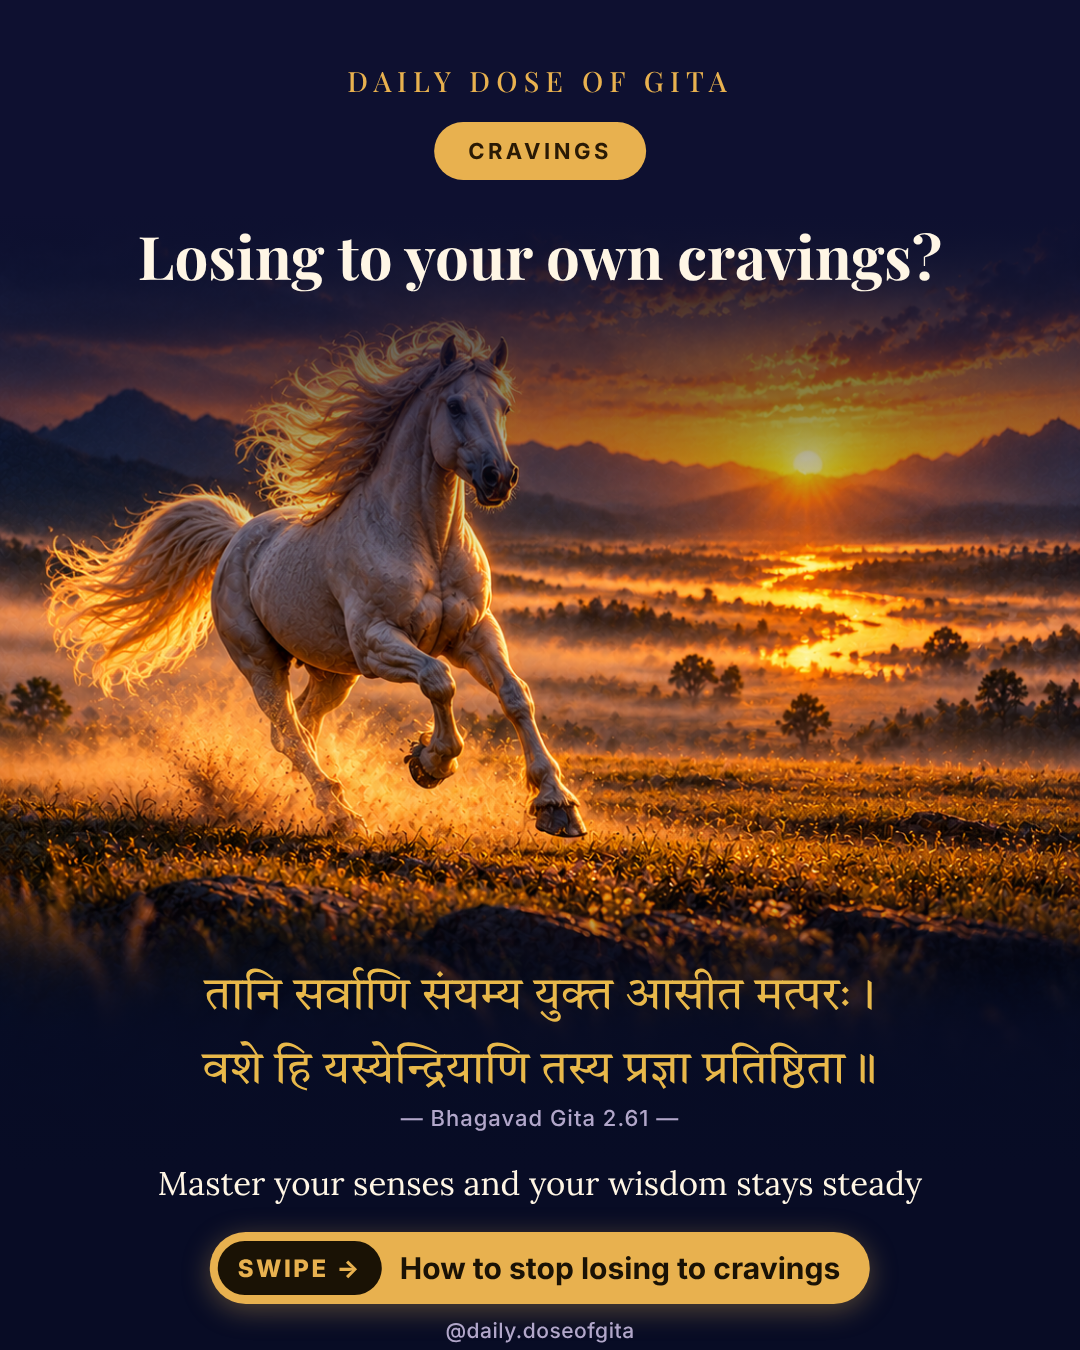 DAILY DOSE OF GITA
CRAVINGS
Losing to your own cravings?
तानि सर्वाणि संयम्य युक्त आसीत मत्परः ।
वशे हि यस्येन्द्रियाणि तस्य प्रज्ञा प्रतिष्ठिता ॥
— Bhagavad Gita 2.61 —
Master your senses and your wisdom stays steady
SWIPE → How to stop losing to cravings
@daily.doseofgita